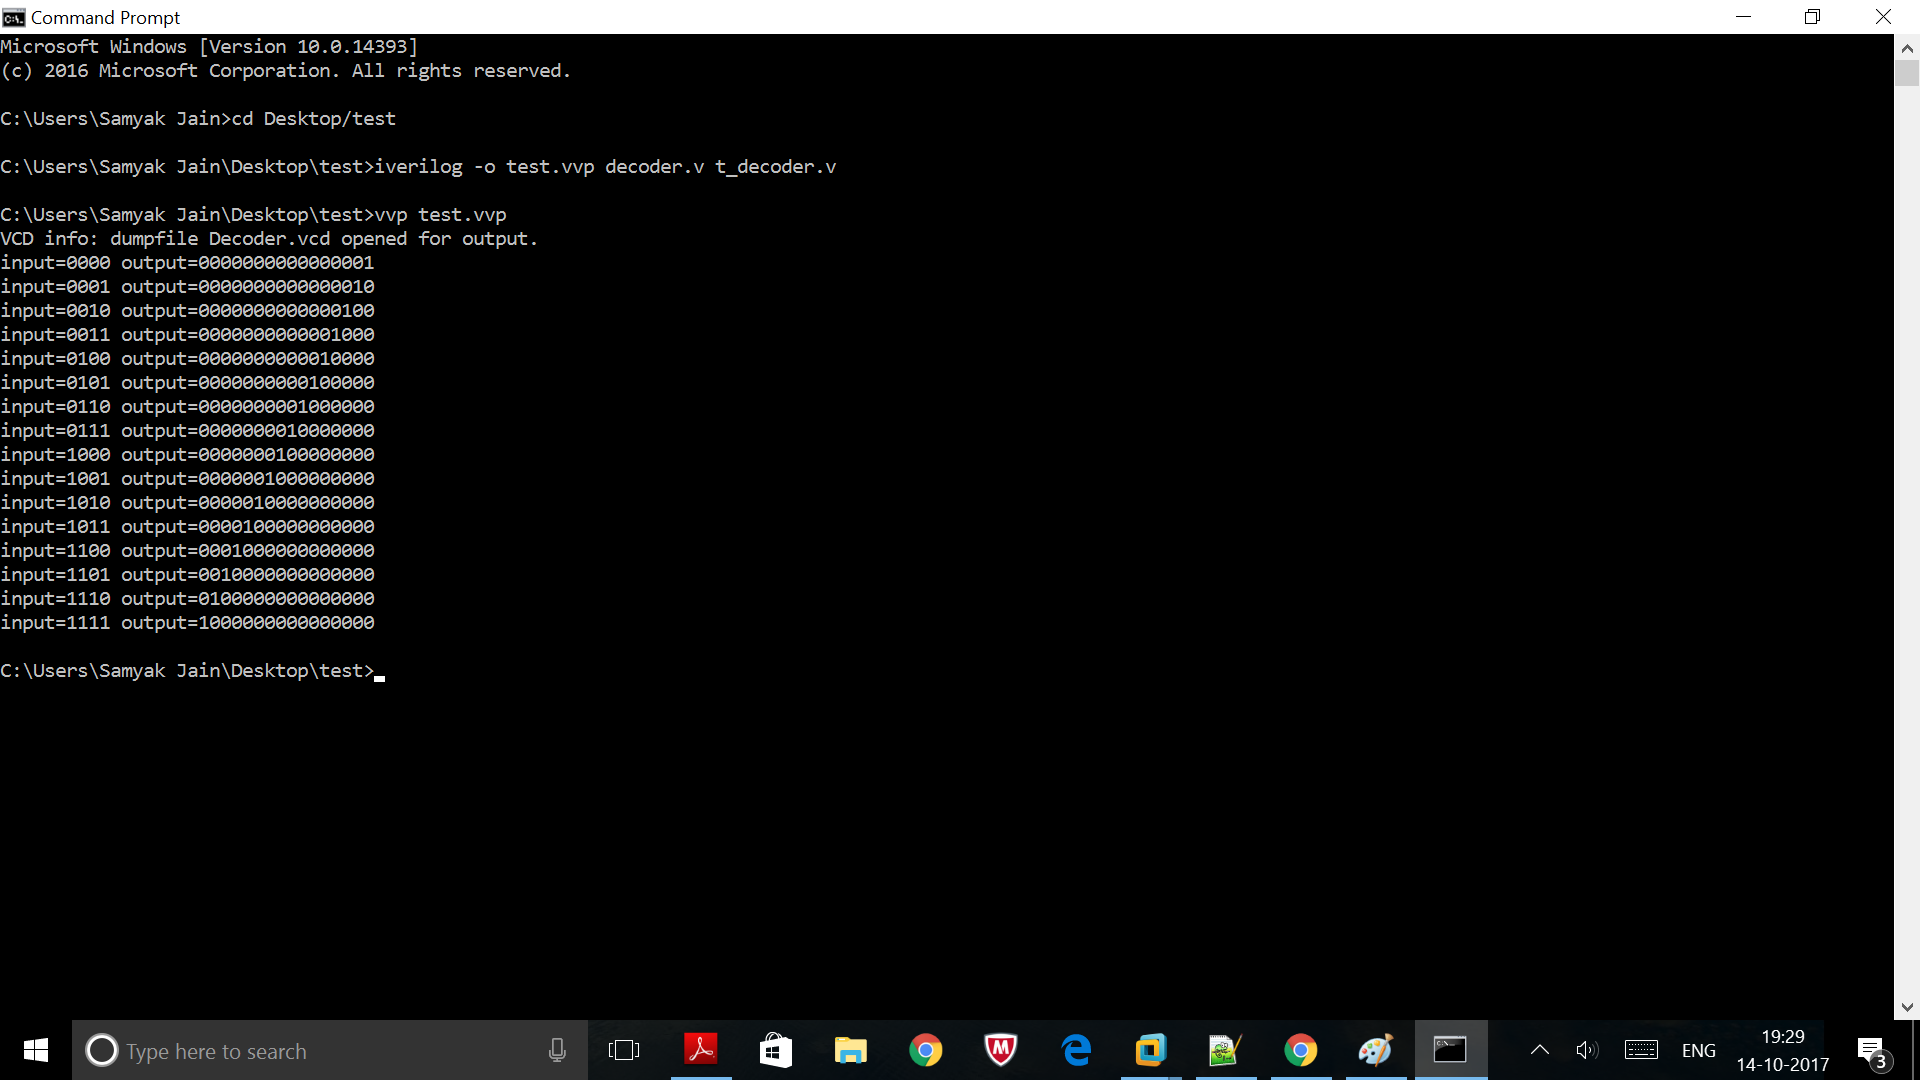 Command Prompt
Microsoft Windows [Version 10.0.14393]
(c) 2016 Microsoft Corporation. All rights reserved.
C:\Users\Samyak Jain>cd Desktop/test
C:\Users\Samyak Jain\Desktop\test>iverilog -o test.vvp decoder.v t_decoder.v
C:\Users\Samyak Jain\Desktop\test>vvp test.vvp
VCD info: dumpfile Decoder.vcd opened for output.
input=0000 output=0000000000000001
input=0001 output=0000000000000010
input=0010 output=0000000000000100
input=0011 output=0000000000001000
input=0100 output=0000000000010000
input=0101 output=0000000000100000
input=0110 output=0000000001000000
input=0111 output=0000000010000000
input=1000 output=0000000100000000
input=1001 output=0000001000000000
input=1010 output=0000010000000000
input=1011 output=0000100000000000
input=1100 output=0001000000000000
input=1101 output=0010000000000000
input=1110 output=0100000000000000
input=1111 output=1000000000000000
C:\Users\Samyak Jain\Desktop\test>
Type here to search
ENG
19:29
14-10-2017
3